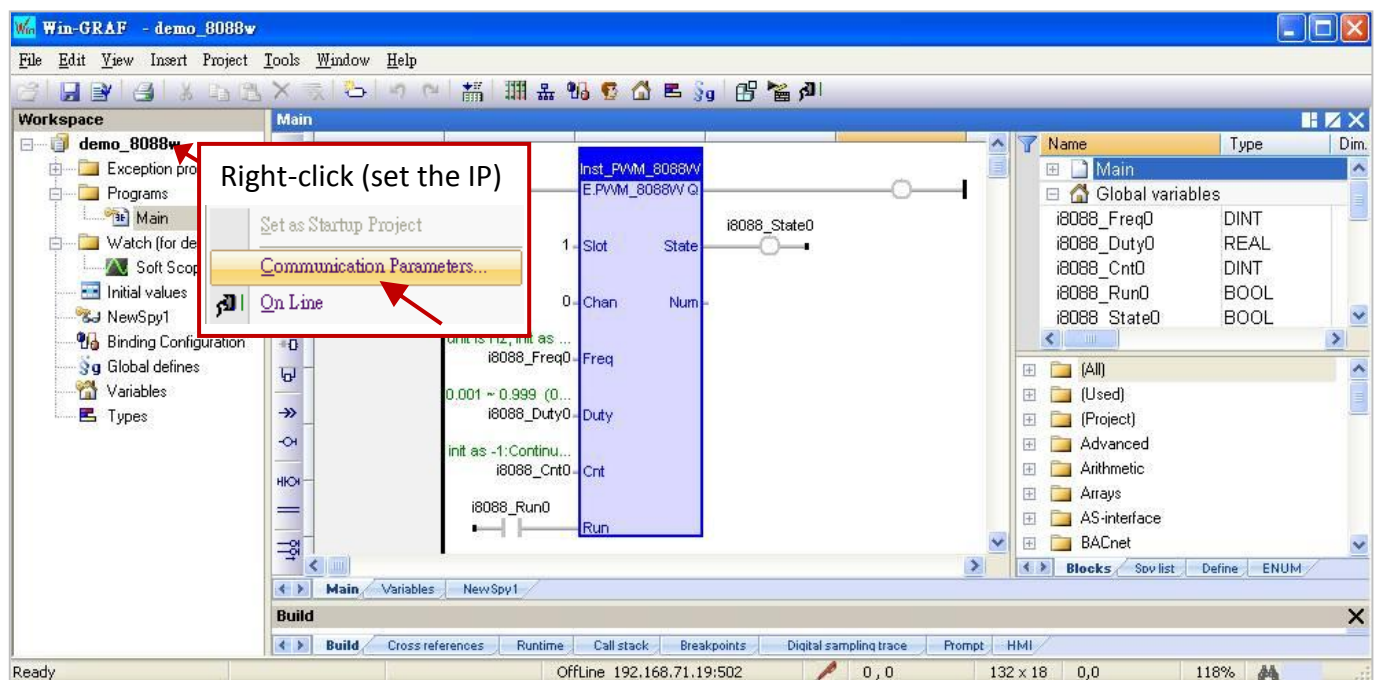 Win-GRAF - demo_8088w
File Edit View Insert Project Tools Window Help
Workspace
demo_8088w
Exception pro
Programs
Main
Watch (for de
Soft Scop
Initial values
NewSpy1
Binding Configuration
Global defines
Variables
Types
Right-click (set the IP)
Set as Startup Project
Communication Parameters...
On Line
Main
Inst_PWM_8088W
E.PWM_8088W Q
i8088_State0
1 Slot State
0 Chan Num
unit is Hz, init as ...
i8088_Freq0 Freq
0.001 ~ 0.999 (0...
i8088_Duty0 Duty
init as -1:Continu...
i8088_Cnt0 Cnt
i8088_Run0
Run
Main Variables NewSpy1
Name Type Dim.
Main
Global variables
i8088_Freq0 DINT
i8088_Duty0 REAL
i8088_Cnt0 DINT
i8088_Run0 BOOL
i8088_State0 BOOL
(All)
(Used)
(Project)
Advanced
Arithmetic
Arrays
AS-interface
BACnet
Blocks Spy list Define ENUM
Build
Build Cross references Runtime Call stack Breakpoints Digital sampling trace Prompt HMI
Ready OffLine 192.168.71.19:502 0 , 0 132 x 18 0,0 118%